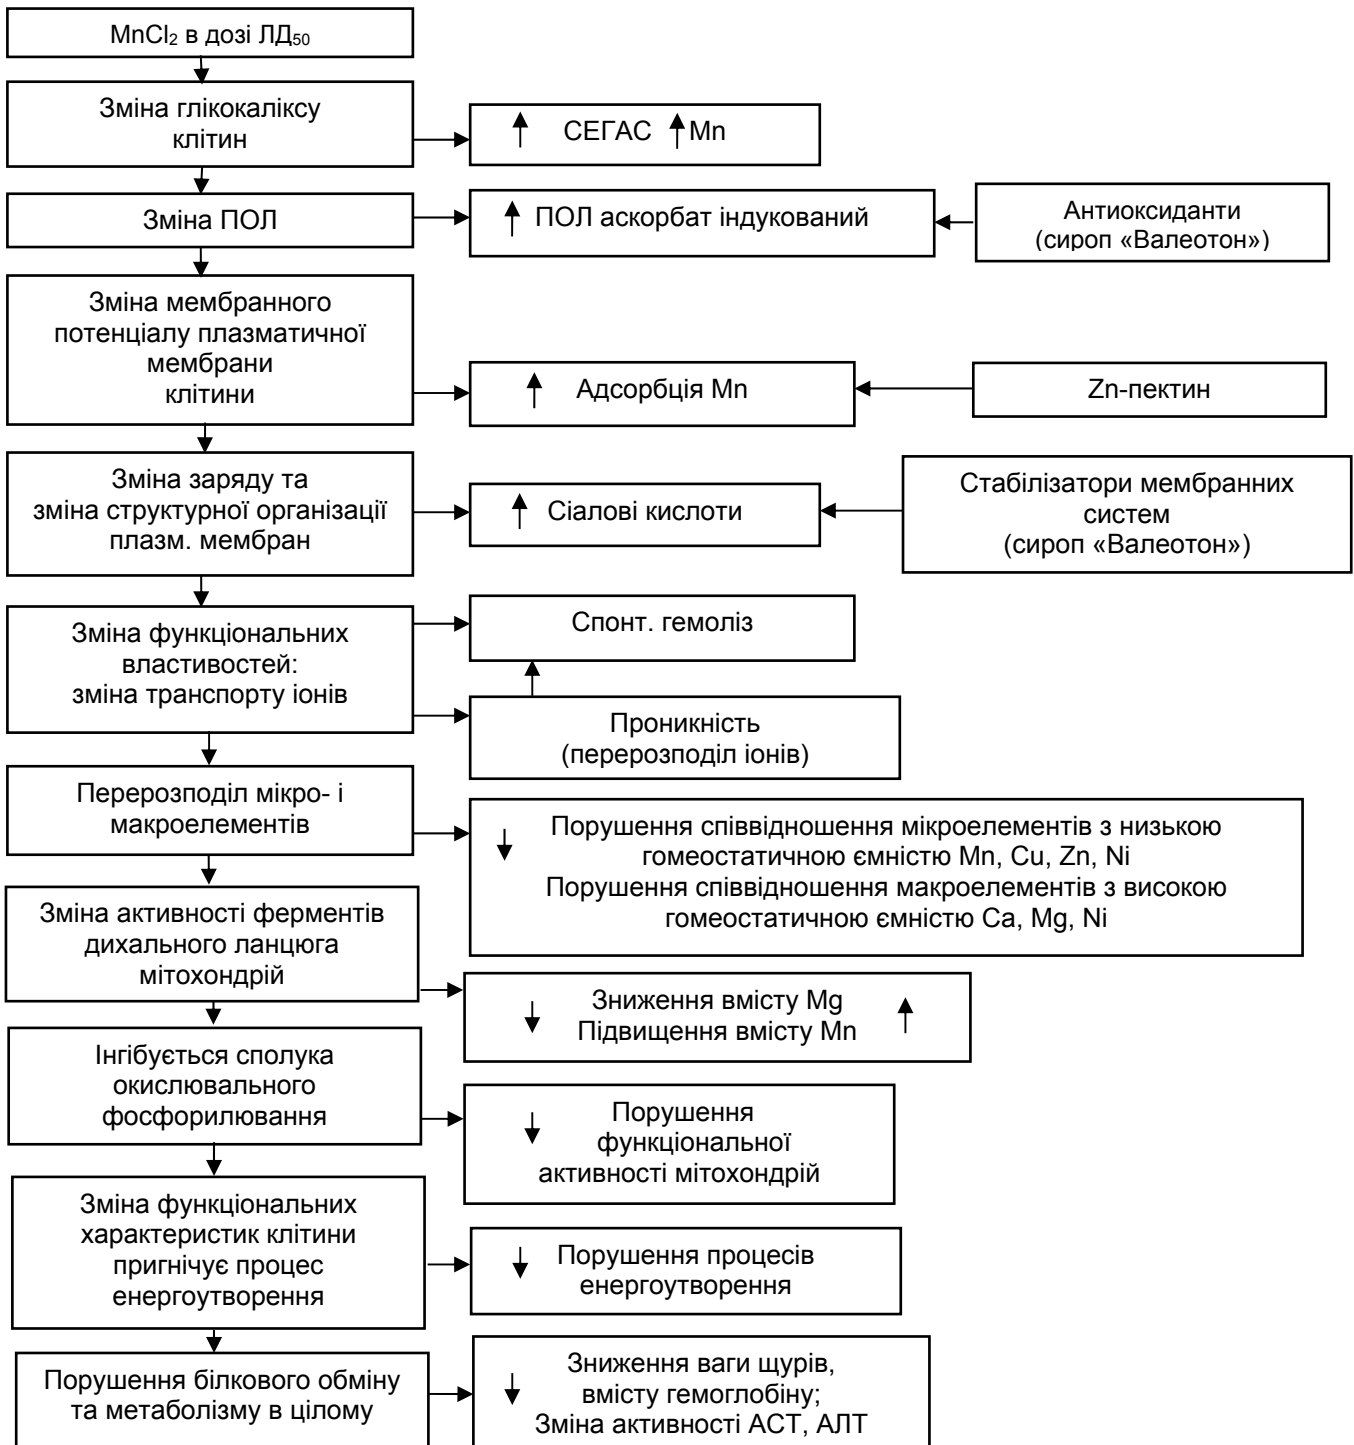 MnCl₂ в дозі ЛД₅₀
Зміна глікокаліксу
клітин
↑ СЕГАС ↑Mn
Зміна ПОЛ
↑ ПОЛ аскорбат індукований
Антиоксиданти
(сироп «Валеотон»)
Зміна мембранного
потенціалу плазматичної
мембрани
клітини
↑ Адсорбція Mn
Zn-пектин
Зміна заряду та
зміна структурної організації
плазм. мембран
↑ Сіалові кислоти
Стабілізатори мембранних
систем
(сироп «Валеотон»)
Зміна функціональних
властивостей:
зміна транспорту іонів
Спонт. гемоліз
Проникність
(перерозподіл іонів)
Перерозподіл мікро- і
макроелементів
↓ Порушення співвідношення мікроелементів з низькою
гомеостатичною ємністю Mn, Cu, Zn, Ni
Порушення співвідношення макроелементів з високою
гомеостатичною ємністю Ca, Mg, Ni
Зміна активності ферментів
дихального ланцюга
мітохондрій
↓ Зниження вмісту Mg
Підвищення вмісту Mn ↑
Інгібується сполука
окислювального
фосфорилювання
↓ Порушення
функціональної
активності мітохондрій
Зміна функціональних
характеристик клітини
пригнічує процес
енергоутворення
↓ Порушення процесів
енергоутворення
Порушення білкового обміну
та метаболізму в цілому
↓ Зниження ваги щурів,
вмісту гемоглобіну;
Зміна активності АСТ, АЛТ